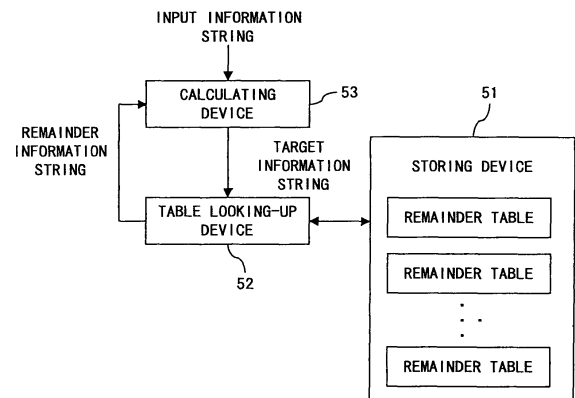 INPUT INFORMATION
STRING
CALCULATING
DEVICE
53
REMAINDER
INFORMATION
STRING
TARGET
INFORMATION
STRING
TABLE LOOKING-UP
DEVICE
52
51
STORING DEVICE
REMAINDER TABLE
REMAINDER TABLE
REMAINDER TABLE